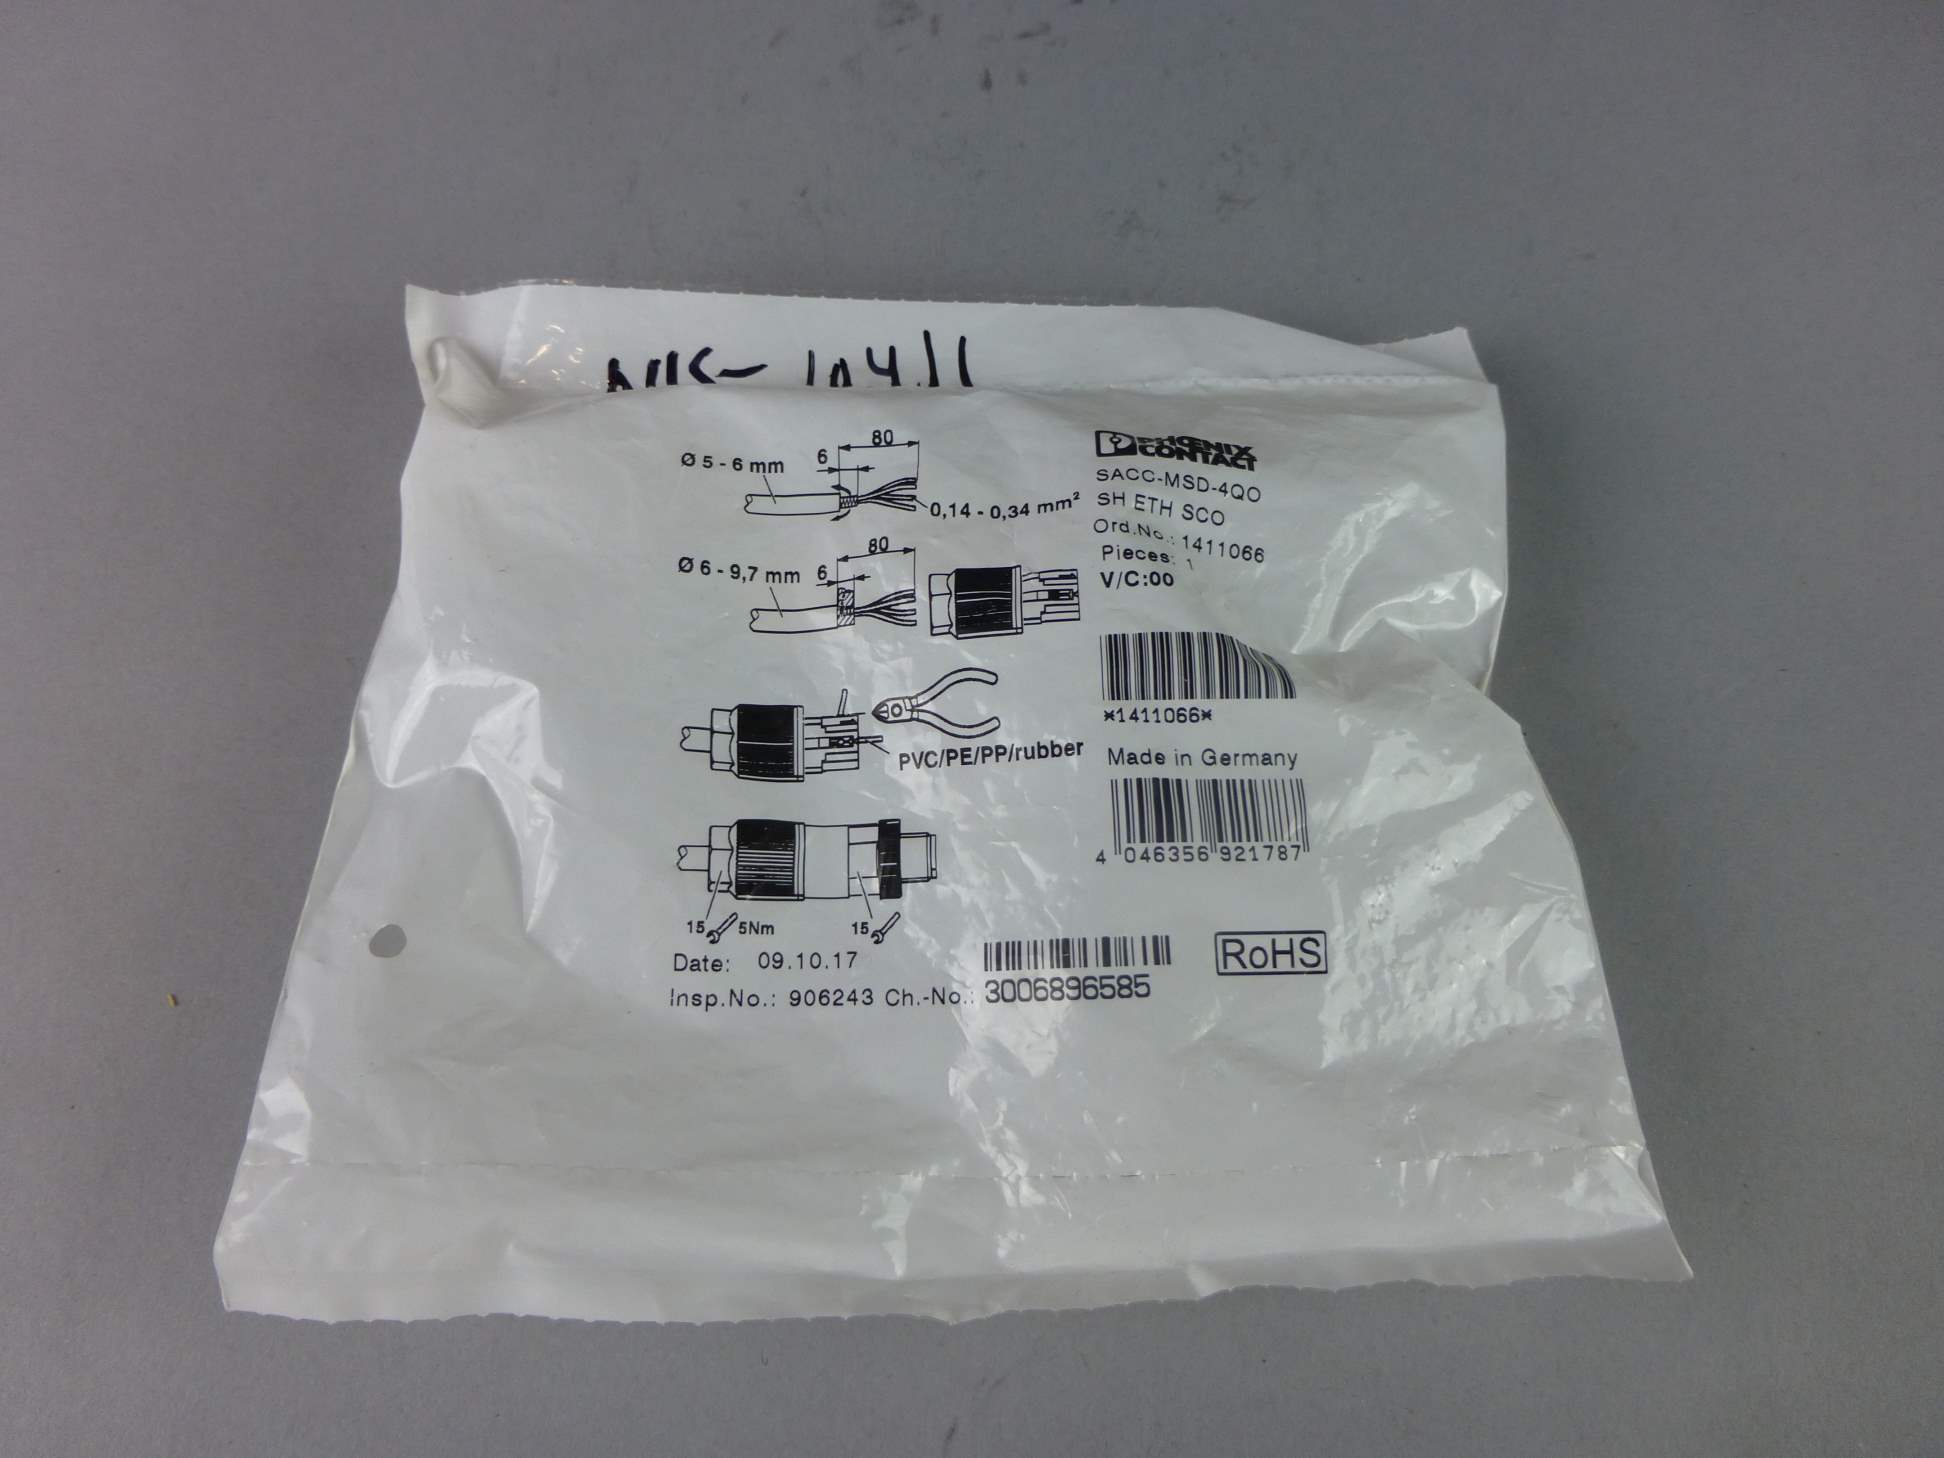 80
Ø 5 - 6 mm
6
0,14 - 0,34 mm²
80
Ø 6 - 9,7 mm
6
PVC/PE/PP/rubber
15
5Nm
15
Date: 09.10.17
Insp.No.: 906243 Ch.-No.: 3006896585
PHŒNIX
CONTACT
SACC-MSD-4QO
SH ETH SCO
Ord.No.: 1411066
Pieces: 1
V/C:00
*1411066*
Made in Germany
4 046356 921787
RoHS